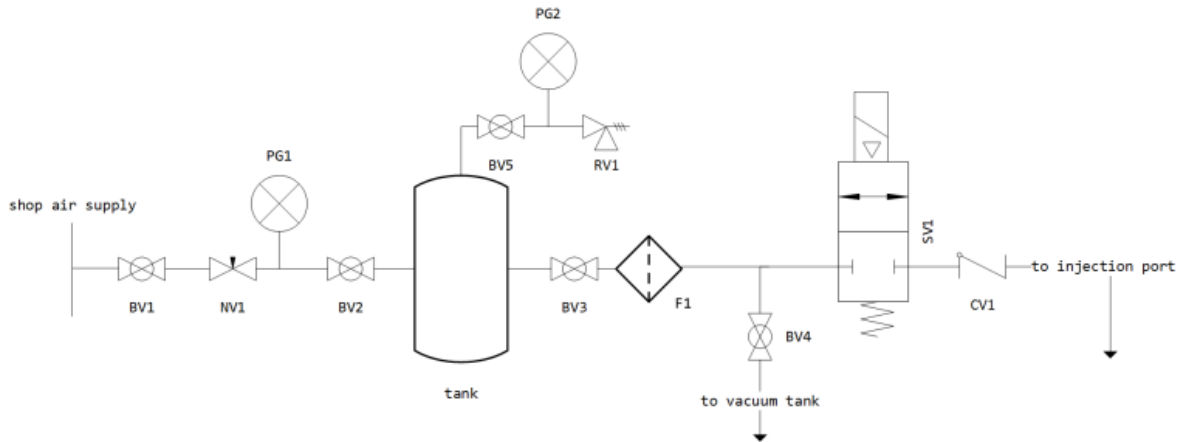 PG2
BV5
RV1
PG1
shop air supply
SV1
to injection port
BV1
NV1
BV2
BV3
F1
CV1
BV4
tank
to vacuum tank